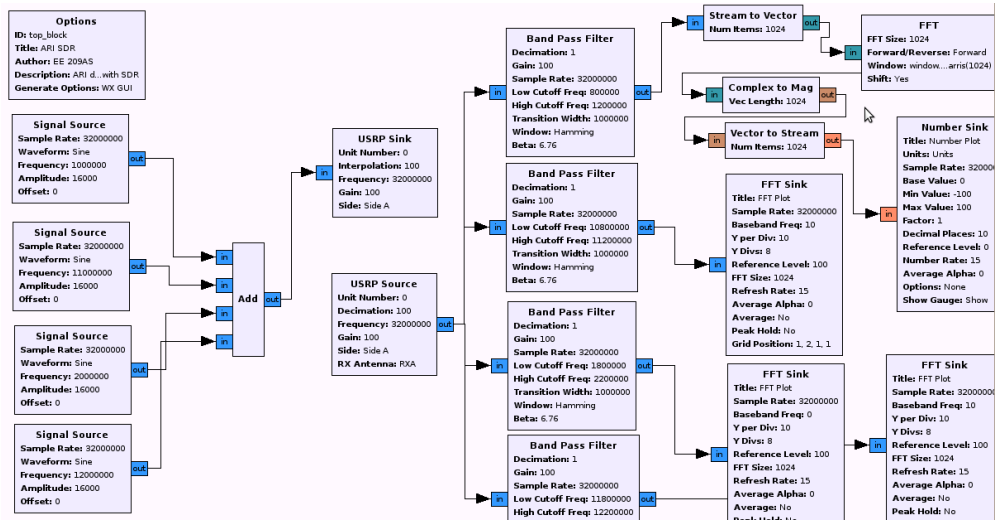 Options
ID: top_block
Title: ARI SDR
Author: EE 209AS
Description: ARI d...with SDR
Generate Options: WX GUI
Signal Source
Sample Rate: 32000000
Waveform: Sine
Frequency: 1000000
Amplitude: 16000
Offset: 0
out
Signal Source
Sample Rate: 32000000
Waveform: Sine
Frequency: 11000000
Amplitude: 16000
Offset: 0
out
Signal Source
Sample Rate: 32000000
Waveform: Sine
Frequency: 2000000
Amplitude: 16000
Offset: 0
out
Signal Source
Sample Rate: 32000000
Waveform: Sine
Frequency: 12000000
Amplitude: 16000
Offset: 0
out
in
in
in
in
Add
out
USRP Sink
Unit Number: 0
Interpolation: 100
Frequency: 32000000
Gain: 100
Side: Side A
in
USRP Source
Unit Number: 0
Decimation: 100
Frequency: 32000000
Gain: 100
Side: Side A
RX Antenna: RXA
out
Band Pass Filter
Decimation: 1
Gain: 100
Sample Rate: 32000000
Low Cutoff Freq: 800000
High Cutoff Freq: 1200000
Transition Width: 1000000
Window: Hamming
Beta: 6.76
in
out
Band Pass Filter
Decimation: 1
Gain: 100
Sample Rate: 32000000
Low Cutoff Freq: 10800000
High Cutoff Freq: 11200000
Transition Width: 1000000
Window: Hamming
Beta: 6.76
in
out
Band Pass Filter
Decimation: 1
Gain: 100
Sample Rate: 32000000
Low Cutoff Freq: 1800000
High Cutoff Freq: 2200000
Transition Width: 1000000
Window: Hamming
Beta: 6.76
in
out
Band Pass Filter
Decimation: 1
Gain: 100
Sample Rate: 32000000
Low Cutoff Freq: 11800000
High Cutoff Freq: 12200000
in
out
Stream to Vector
Num Items: 1024
in
out
FFT
FFT Size: 1024
Forward/Reverse: Forward
Window: window....arris(1024)
Shift: Yes
in
Complex to Mag
Vec Length: 1024
in
out
Vector to Stream
Num Items: 1024
in
out
Number Sink
Title: Number Plot
Units: Units
Sample Rate: 32000
Base Value: 0
Min Value: -100
Max Value: 100
Factor: 1
Decimal Places: 10
Reference Level: 0
Number Rate: 15
Average Alpha: 0
Options: None
Show Gauge: Show
in
FFT Sink
Title: FFT Plot
Sample Rate: 32000000
Baseband Freq: 10
Y per Div: 10
Y Divs: 8
Reference Level: 100
FFT Size: 1024
Refresh Rate: 15
Average Alpha: 0
Average: No
Peak Hold: No
Grid Position: 1, 2, 1, 1
in
FFT Sink
Title: FFT Plot
Sample Rate: 32000000
Baseband Freq: 0
Y per Div: 10
Y Divs: 8
Reference Level: 100
FFT Size: 1024
Refresh Rate: 15
Average Alpha: 0
Average: No
in
FFT Sink
Title: FFT Plot
Sample Rate: 32000
Baseband Freq: 10
Y per Div: 10
Y Divs: 8
Reference Level: 100
FFT Size: 1024
Refresh Rate: 15
Average Alpha: 0
Average: No
Peak Hold: No
in